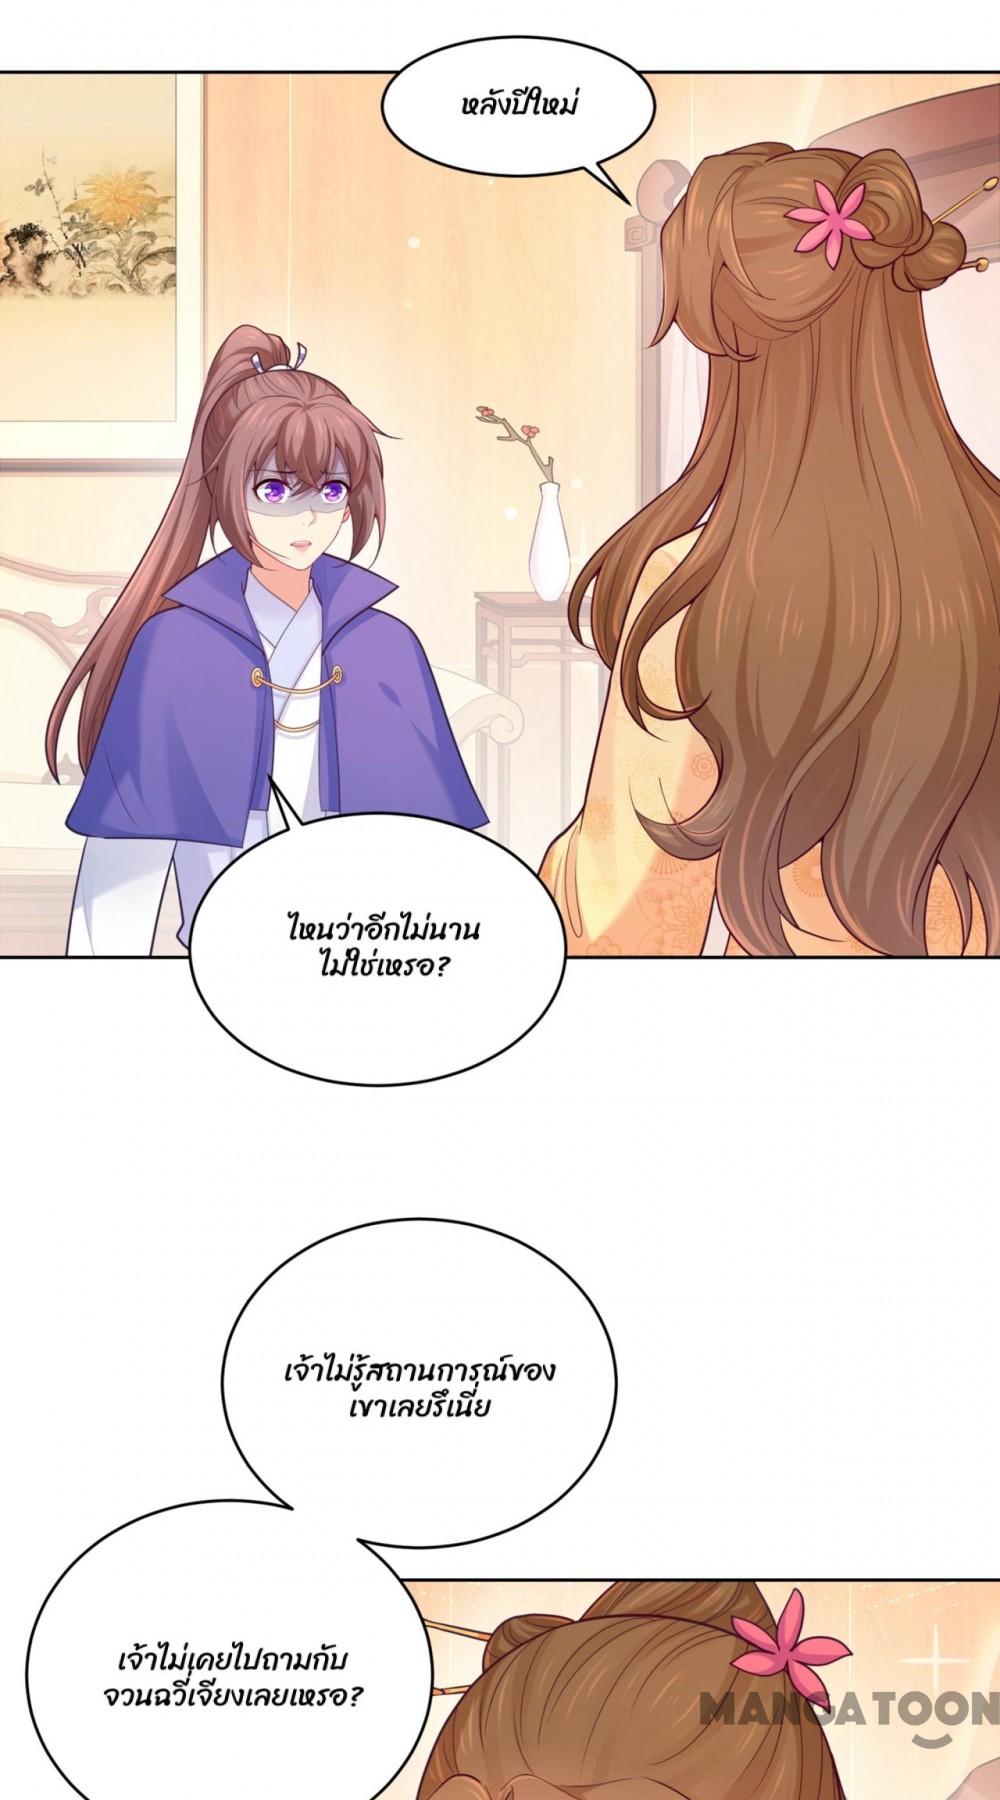 หลังปีใหม่
ไหนว่าอีกไม่นาน
ไม่ใช่เหรอ?
เจ้าไม่รู้สถานการณ์ของ
เขาเลยรึเนี่ย
เจ้าไม่เคยไปถามกับ
จวนฉวี่เจียงเลยเหรอ?
MANGATOON